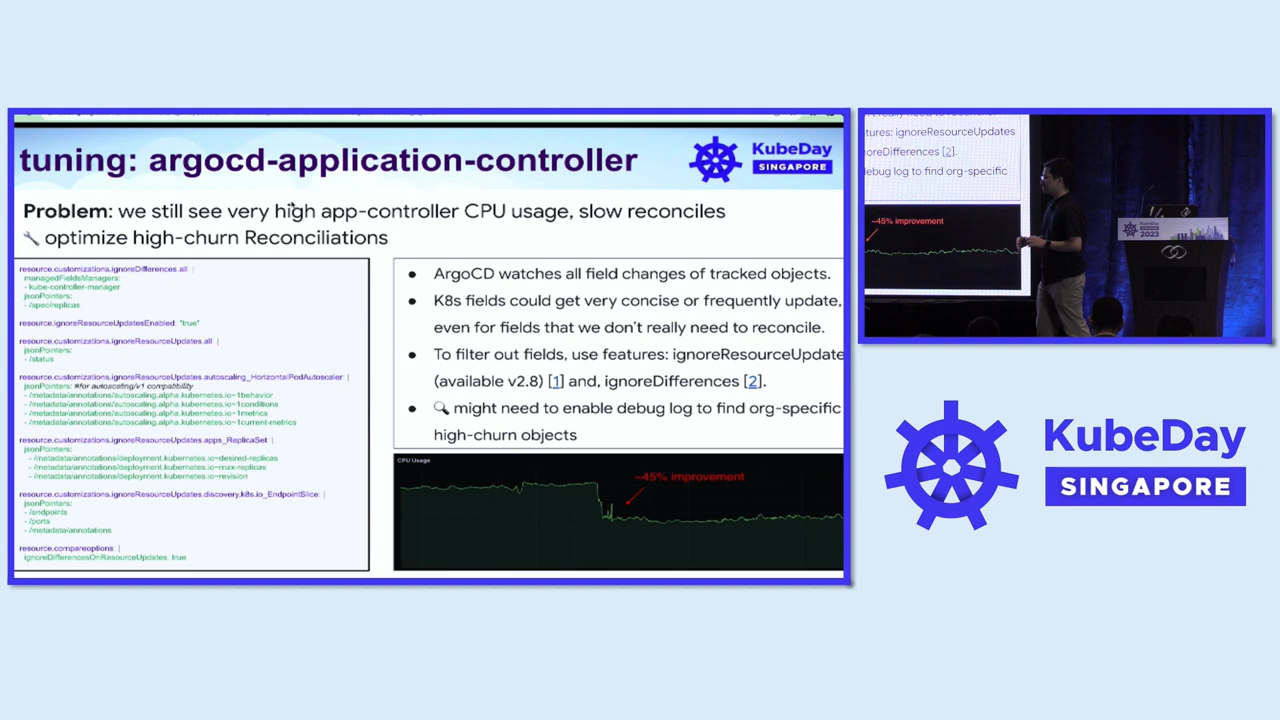 tuning: argocd-application-controller
KubeDay
SINGAPORE
Problem: we still see very high app-controller CPU usage, slow reconciles
🔧 optimize high-churn Reconciliations
resource.customizations.ignoreDifferences.all: |
managedFieldsManagers:
- kube-controller-manager
jsonPointers:
- /spec/replicas
resource.ignoreResourceUpdatesEnabled: "true"
resource.customizations.ignoreResourceUpdates.all: |
jsonPointers:
- /status
resource.customizations.ignoreResourceUpdates.autoscaling_HorizontalPodAutoscaler: |
jsonPointers: #for autoscaling/v1 compatibility
- /metadata/annotations/autoscaling.alpha.kubernetes.io~1behavior
- /metadata/annotations/autoscaling.alpha.kubernetes.io~1conditions
- /metadata/annotations/autoscaling.alpha.kubernetes.io~1metrics
- /metadata/annotations/autoscaling.alpha.kubernetes.io~1current-metrics
resource.customizations.ignoreResourceUpdates.apps_ReplicaSet: |
jsonPointers:
- /metadata/annotations/deployment.kubernetes.io~desired-replicas
- /metadata/annotations/deployment.kubernetes.io~max-replicas
- /metadata/annotations/deployment.kubernetes.io~revision
resource.customizations.ignoreResourceUpdates.discovery.k8s.io_EndpointSlice: |
jsonPointers:
- /endpoints
- /ports
- /metadata/annotations
resource.compareoptions: |
ignoreDifferencesOnResourceUpdates: true
● ArgoCD watches all field changes of tracked objects.
● K8s fields could get very concise or frequently update,
even for fields that we don't really need to reconcile.
● To filter out fields, use features: ignoreResourceUpdate
(available v2.8) [1] and, ignoreDifferences [2].
● 🔍 might need to enable debug log to find org-specific
high-churn objects
CPU Usage
~45% improvement
tures: ignoreResourceUpdates
oreDifferences [2].
debug log to find org-specific
~45% improvement
SINGAPORE
2023
KubeDay
SINGAPORE